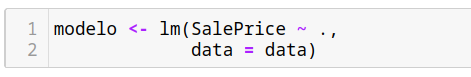 1 modelo <- lm(SalePrice ~ .,
2              data = data)